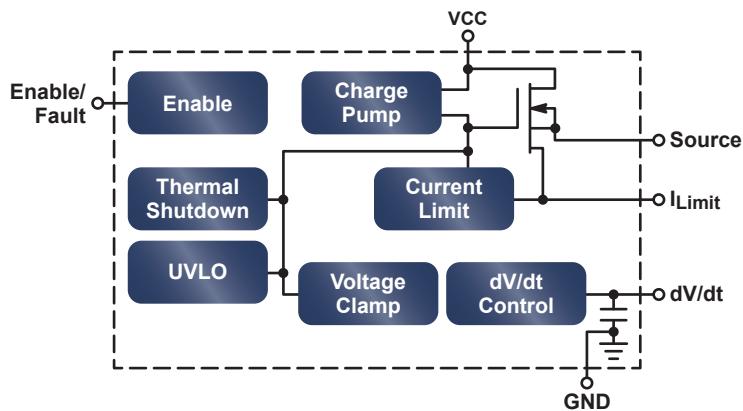 VCC
Enable/
Fault
Enable
Charge
Pump
Source
Thermal
Shutdown
Current
Limit
ILimit
UVLO
Voltage
Clamp
dV/dt
Control
dV/dt
GND